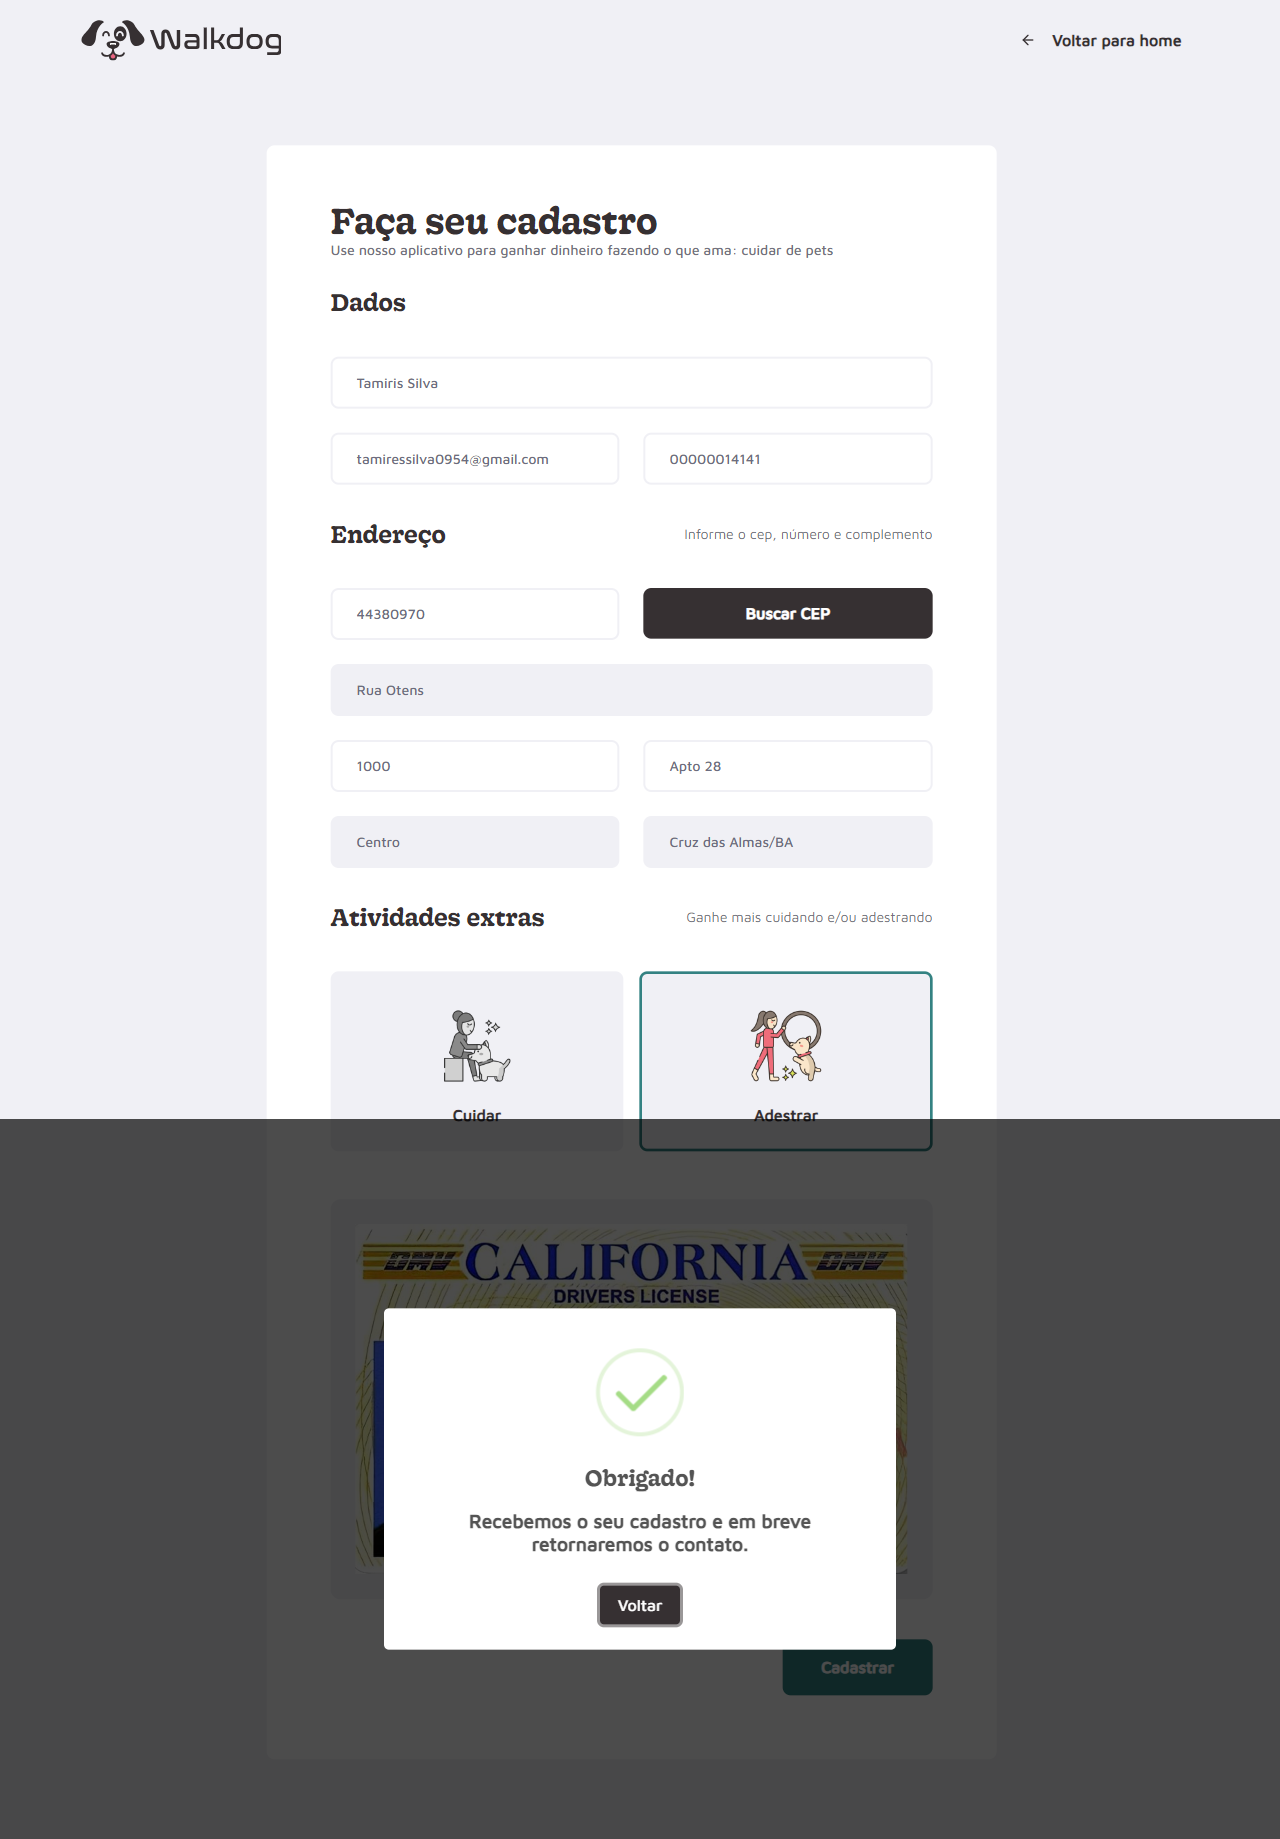 Walkdog
Voltar para home
Faça seu cadastro
Use nosso aplicativo para ganhar dinheiro fazendo o que ama: cuidar de pets
Dados
Tamiris Silva
tamiressilva0954@gmail.com
00000014141
Endereço
Informe o cep, número e complemento
44380970
Buscar CEP
Rua Otens
1000
Apto 28
Centro
Cruz das Almas/BA
Atividades extras
Ganhe mais cuidando e/ou adestrando
Cuidar
Adestrar
DMV CALIFORNIA DMV
DRIVERS LICENSE
Obrigado!
Recebemos o seu cadastro e em breve
retornaremos o contato.
Voltar
Cadastrar